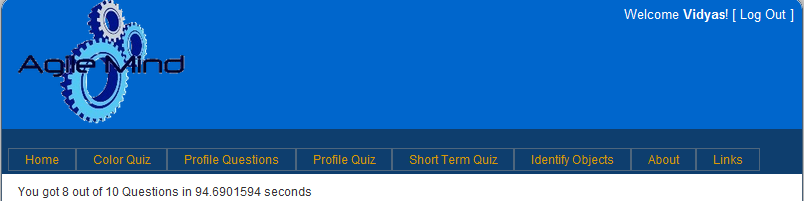 Welcome Vidyas! [ Log Out ]
Agile Mind
Home Color Quiz Profile Questions Profile Quiz Short Term Quiz Identify Objects About Links
You got 8 out of 10 Questions in 94.6901594 seconds